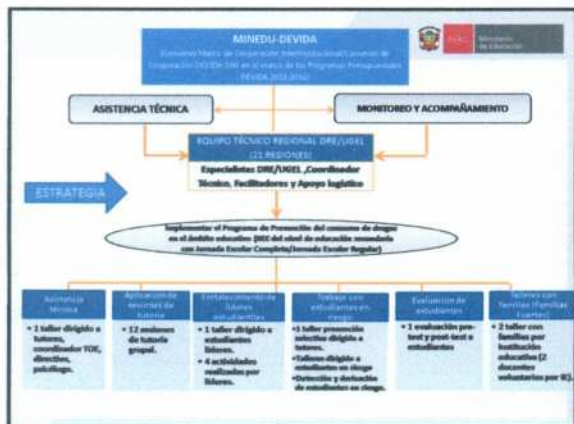 MINEDU-DEVIDA
(Convenio Marco de Cooperación Interinstitucional/Convenio de
Cooperación DEVIDA-GR) en el marco de los Programas Presupuestales
DEVIDA 2012-2016)
PERÚ
Ministerio
de Educación
ASISTENCIA TÉCNICA
MONITOREO Y ACOMPAÑAMIENTO
EQUIPO TÉCNICO REGIONAL DRE/UGEL
(21 REGIONES)
Especialistas DRE/UGEL ,Coordinador
Técnico, Facilitadores y Apoyo logístico
ESTRATEGIA
Implementar el Programa de Prevención del consumo de drogas
en el ámbito educativo (IIEE del nivel de educación secundaria
con Jornada Escolar Completa/Jornada Escolar Regular)
Asistencia
técnica
• 1 taller dirigido a
tutores,
coordinador TOE,
directivo,
psicólogo.
Aplicación de
sesiones de
tutoría
• 12 sesiones
de tutoría
grupal.
Fortalecimiento de
líderes
estudiantiles
• 1 taller dirigido a
estudiantes
líderes.
• 4 actividades
realizadas por
líderes.
Trabajo con
estudiantes en
riesgo
•1 taller prevención
selectiva dirigido a
tutores.
• Talleres dirigido a
estudiantes en riesgo
•Detección y derivación
de estudiantes en riesgo.
Evaluación de
estudiantes
• 1 evaluación pre-
test y post-test a
estudiantes
Talleres con
familias (Familias
Fuertes)
• 2 taller con
familias por
institución
educativa (2
docentes
voluntarios por IE).